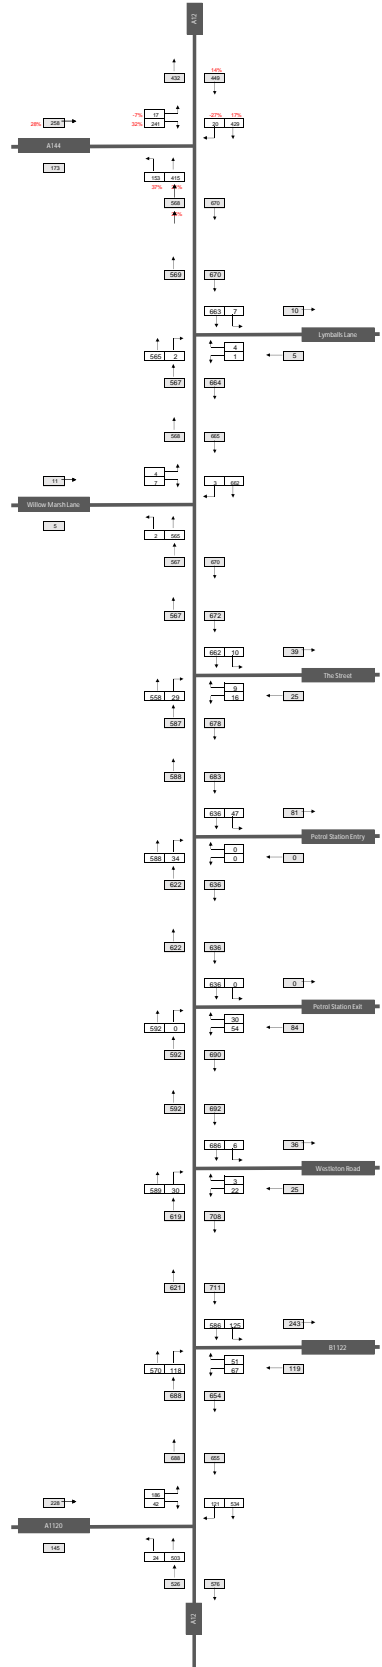 A12
14%
432 449
-7% 17 -27% 17%
28% 258 32% 241 20 429
A144
173
153 415
37%
568 670
569 670
663 7 10
Lymballs Lane
4
565 2 1 5
567 664
568 665
4
11 7 3 662
Willow Marsh Lane
5
2 565
567 670
567 672
662 10 39
The Street
9
558 29 16 25
587 678
588 683
636 47 81
Petrol Station Entry
0
588 34 0 0
622 636
622 636
636 0 0
Petrol Station Exit
30
592 0 54 84
592 690
592 692
686 6 36
Westleton Road
3
589 30 22 25
619 708
621 711
586 125 243
B1122
51
570 118 67 119
688 654
688 655
186
228 42 121 534
A1120
145
24 503
526 576
A12